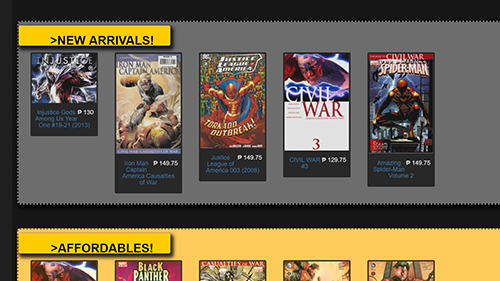 >NEW ARRIVALS!
INJUSTICE
Injustice Gods
Among Us Year
One #19-21 (2013)
₱ 130
IRON MAN
CAPTAIN AMERICA
Iron Man
Captain
America Causalities
of War
₱ 149.75
JUSTICE
LEAGUE of
AMERICA
TORNADO
OUTBREAK!
Justice
League of
America 003 (2006)
₱ 149.75
CIVIL
WAR
3
CIVIL WAR
#3
₱ 129.75
CIVIL WAR
SPIDER-MAN
Amazing
Spider-Man
Volume 2
₱ 149.75
>AFFORDABLES!
BLACK
PANTHER
CASUALTIES OF WAR